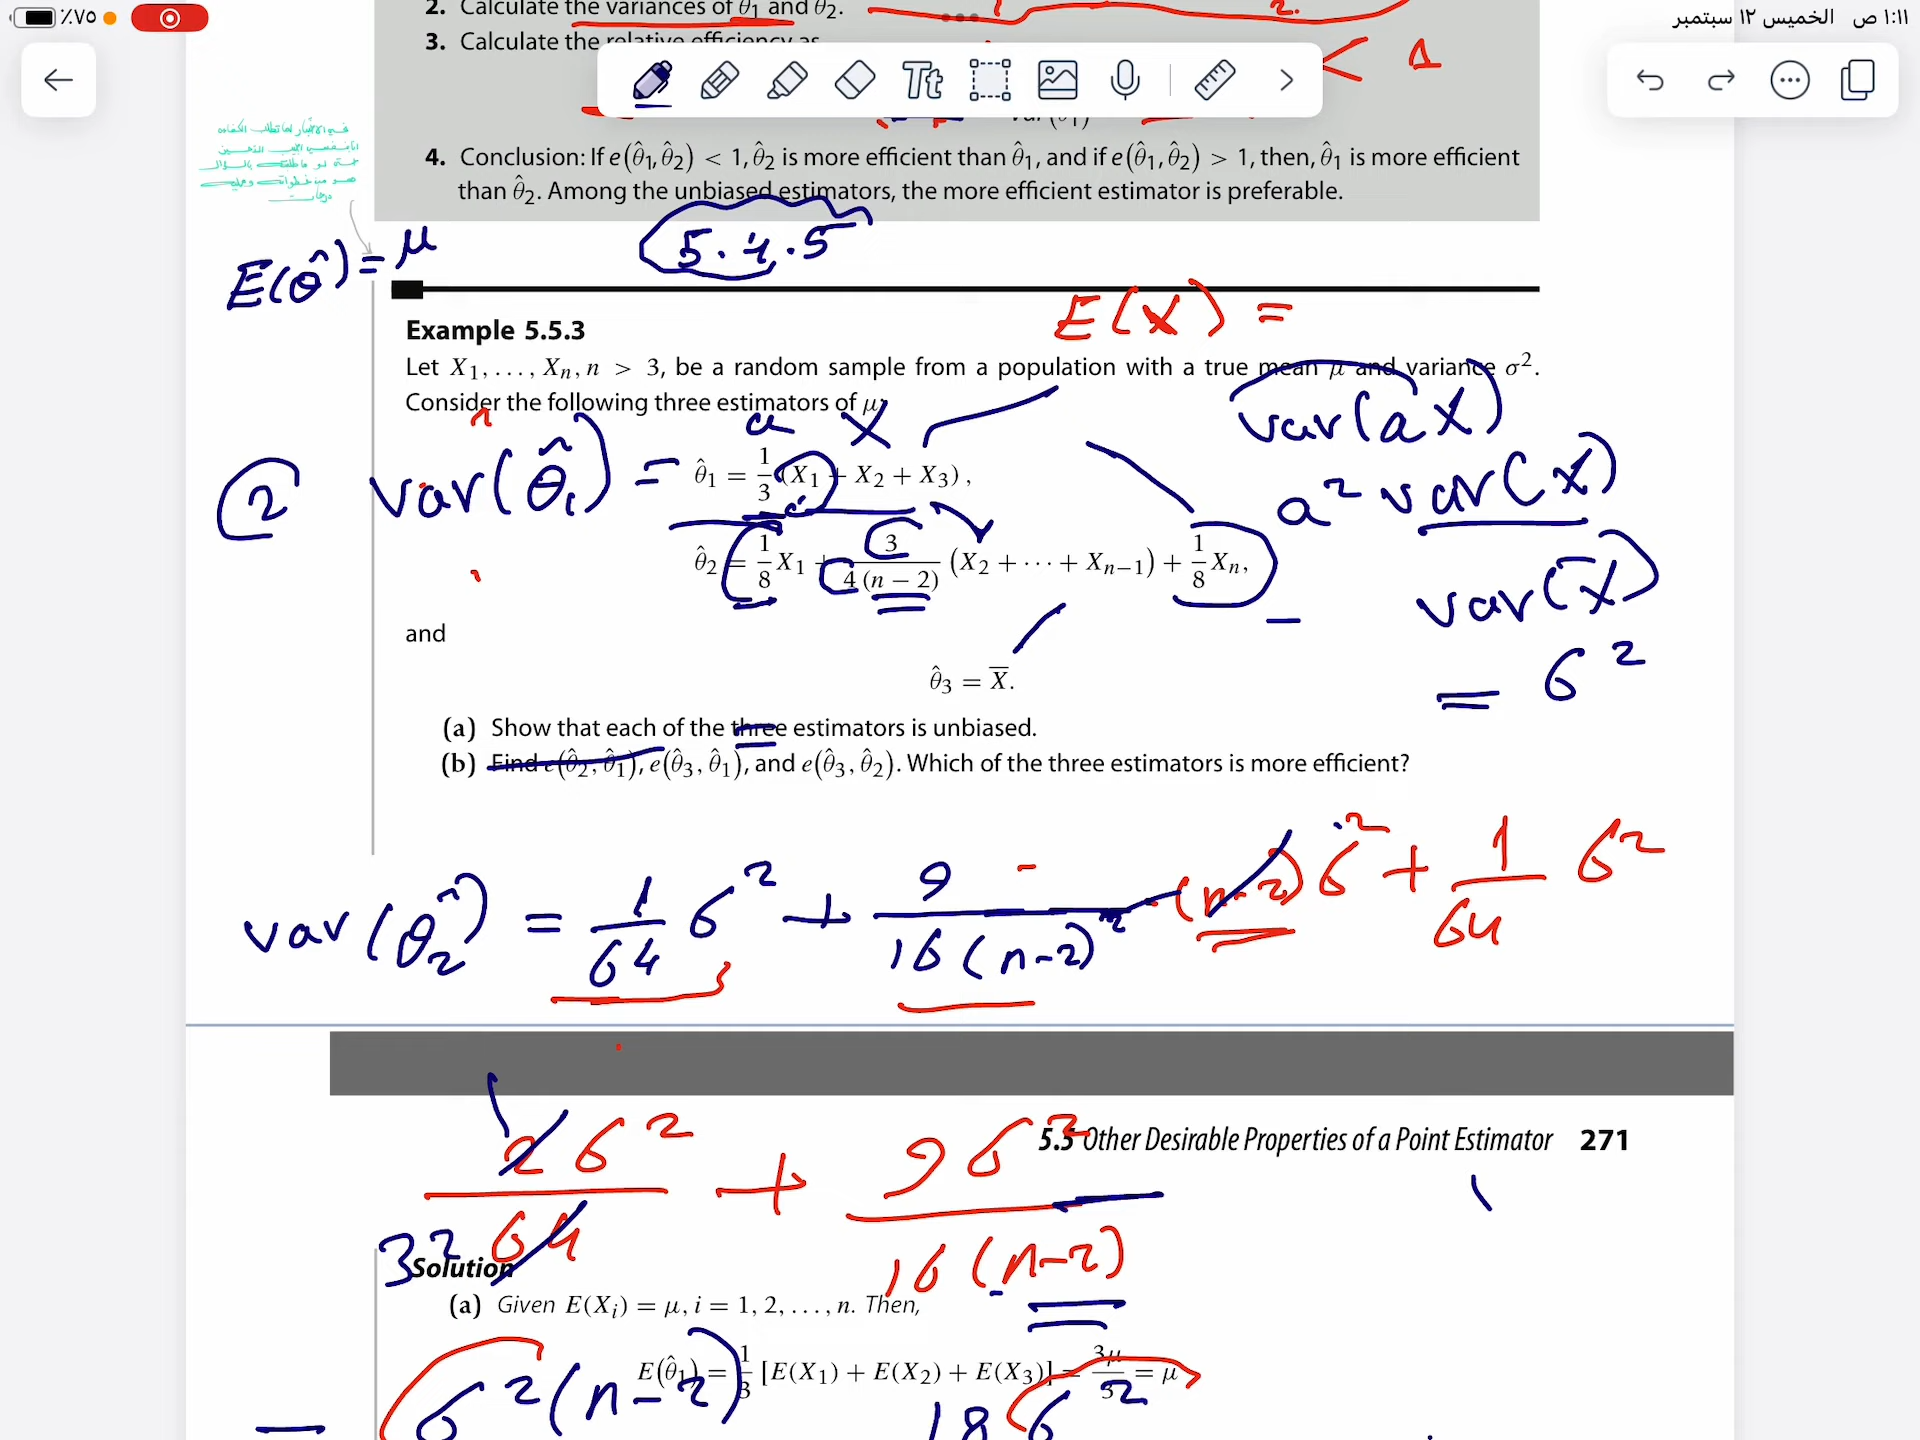 ٪٧٥
١:١١ ص الخميس ١٢ سبتمبر
2. Calculate the variances of θ̂₁ and θ̂₂.
3. Calculate the relative efficiency as
< 1
Tt
4. Conclusion: If e(θ̂₁, θ̂₂) < 1, θ̂₂ is more efficient than θ̂₁, and if e(θ̂₁, θ̂₂) > 1, then, θ̂₁ is more efficient
than θ̂₂. Among the unbiased estimators, the more efficient estimator is preferable.
E(θ̂) = μ
5.4.5
E(X) =
Example 5.5.3
Let X₁, ..., Xₙ, n > 3, be a random sample from a population with a true mean μ and variance σ².
Consider the following three estimators of μ:
a X
var(aX)
2 var(θ̂₁) = θ̂₁ = 1/3 (X₁ + X₂ + X₃),
a² var(X)
θ̂₂ = 1/8 X₁ + 3/4(n − 2) (X₂ + ··· + Xₙ₋₁) + 1/8 Xₙ,
var(X)
= σ²
and
θ̂₃ = X̅.
(a) Show that each of the three estimators is unbiased.
(b) Find e(θ̂₂, θ̂₁), e(θ̂₃, θ̂₁), and e(θ̂₃, θ̂₂). Which of the three estimators is more efficient?
var(θ̂₂) = 1/64 σ² + 9/16(n-2)² (n-2)σ² + 1/64 σ²
5.5 Other Desirable Properties of a Point Estimator 271
2σ²/64 + 9σ²/16(n-2)
32
Solution
(a) Given E(Xᵢ) = μ, i = 1, 2, ..., n. Then,
E(θ̂₁) = 1/3 [E(X₁) + E(X₂) + E(X₃)] = 3μ/3 = μ
σ²(n-2) 18σ²